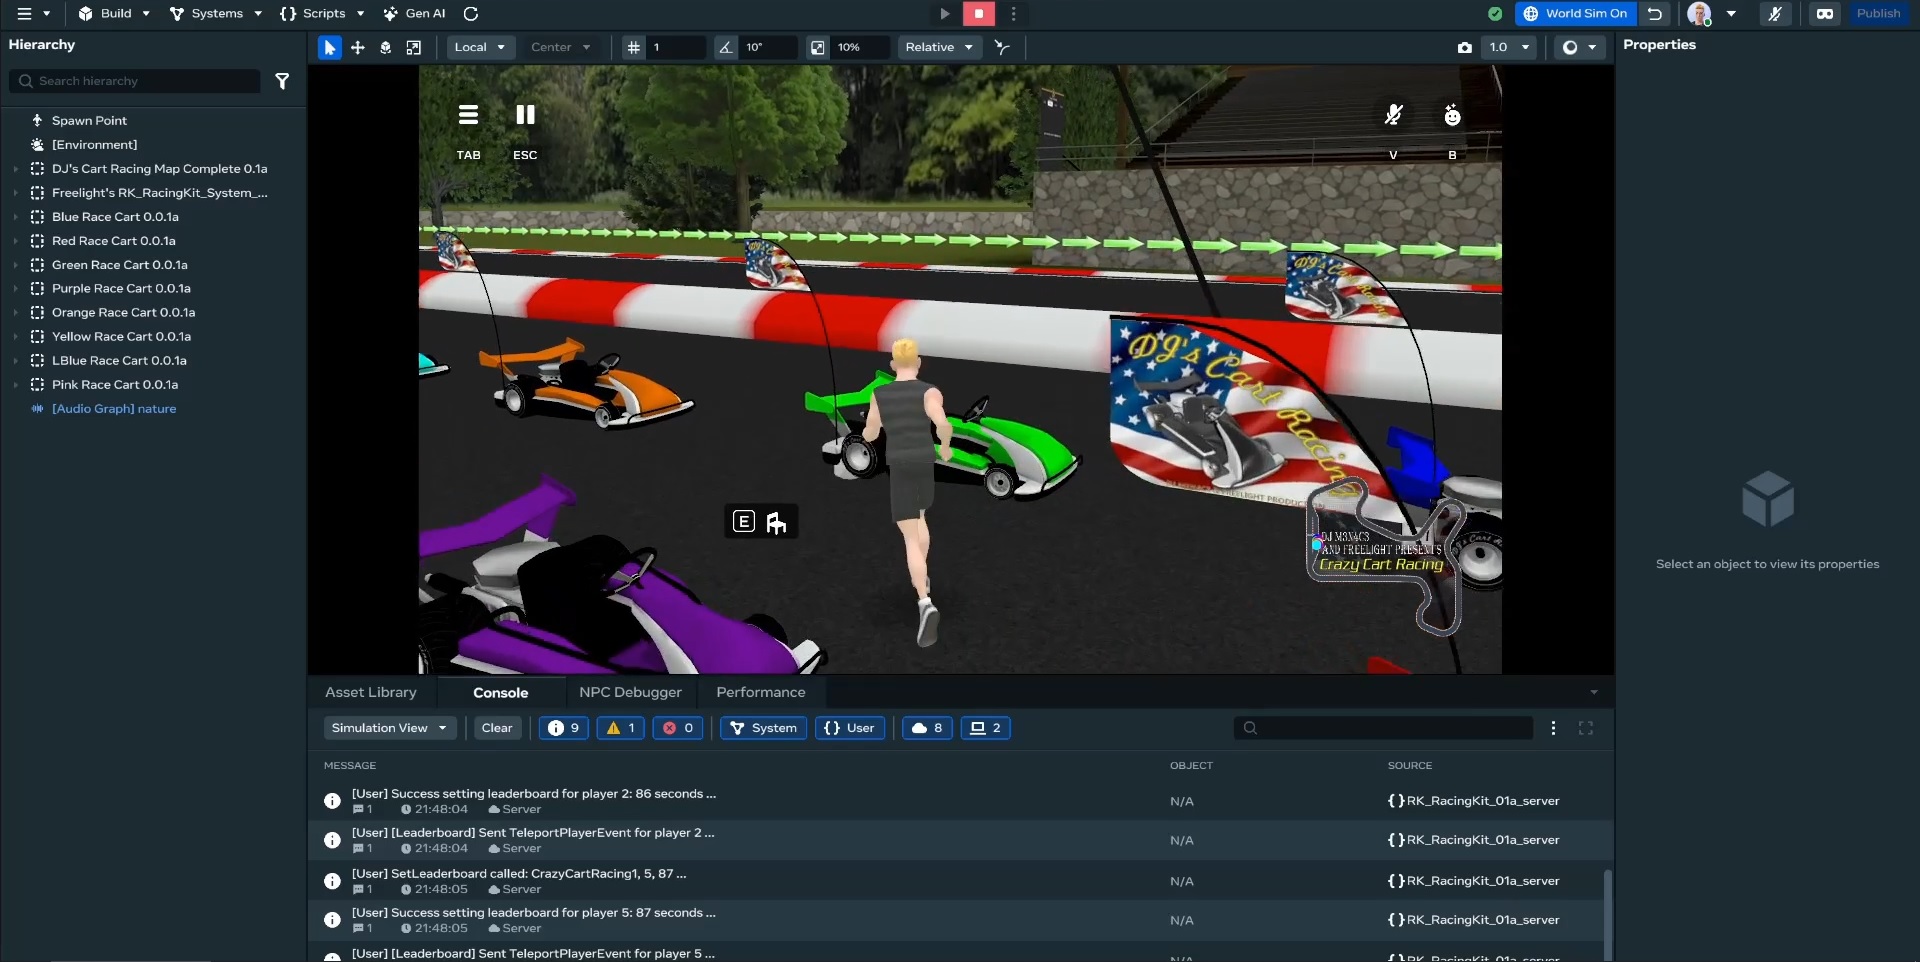 Build
Systems
Scripts
Gen AI
World Sim On
Publish
Hierarchy
Local
Center
1
10°
10%
Relative
1.0
Properties
Search hierarchy
Spawn Point
[Environment]
DJ's Cart Racing Map Complete 0.1a
Freelight's RK_RacingKit_System_...
Blue Race Cart 0.0.1a
Red Race Cart 0.0.1a
Green Race Cart 0.0.1a
Purple Race Cart 0.0.1a
Orange Race Cart 0.0.1a
Yellow Race Cart 0.0.1a
LBlue Race Cart 0.0.1a
Pink Race Cart 0.0.1a
[Audio Graph] nature
TAB
ESC
V
B
DJ's Cart Racing
DJ's Cart Racing
E
DJ M3N4C3
AND FREELIGHT PRESENTS
Crazy Cart Racing
Select an object to view its properties
Asset Library
Console
NPC Debugger
Performance
Simulation View
Clear
9
1
0
System
User
8
2
MESSAGE
OBJECT
SOURCE
[User] Success setting leaderboard for player 2: 86 seconds ...
1
21:48:04
Server
N/A
RK_RacingKit_01a_server
[User] [Leaderboard] Sent TeleportPlayerEvent for player 2 ...
1
21:48:04
Server
N/A
RK_RacingKit_01a_server
[User] SetLeaderboard called: CrazyCartRacing1, 5, 87 ...
1
21:48:05
Server
N/A
RK_RacingKit_01a_server
[User] Success setting leaderboard for player 5: 87 seconds ...
1
21:48:05
Server
N/A
RK_RacingKit_01a_server
[User] [Leaderboard] Sent TeleportPlayerEvent for player 5 ...
N/A
RK_RacingKit_01a_server